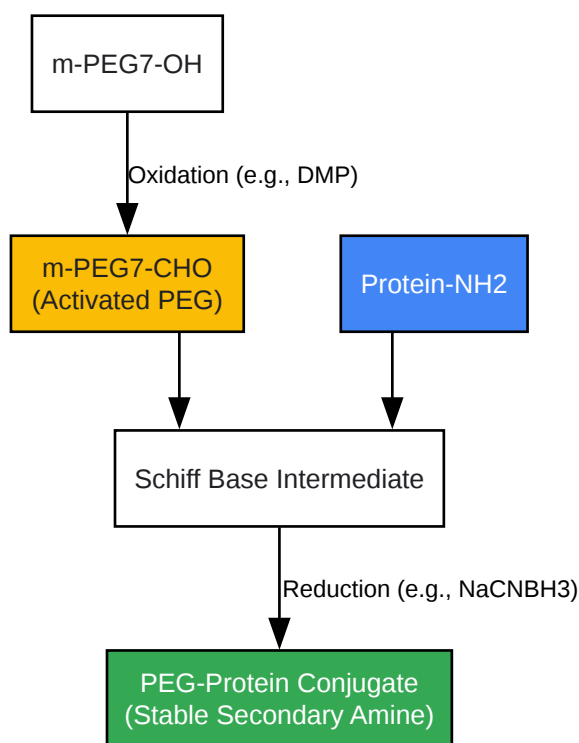 m-PEG7-OH
Oxidation (e.g., DMP)
m-PEG7-CHO
(Activated PEG)
Protein-NH2
Schiff Base Intermediate
Reduction (e.g., NaCNBH3)
PEG-Protein Conjugate
(Stable Secondary Amine)